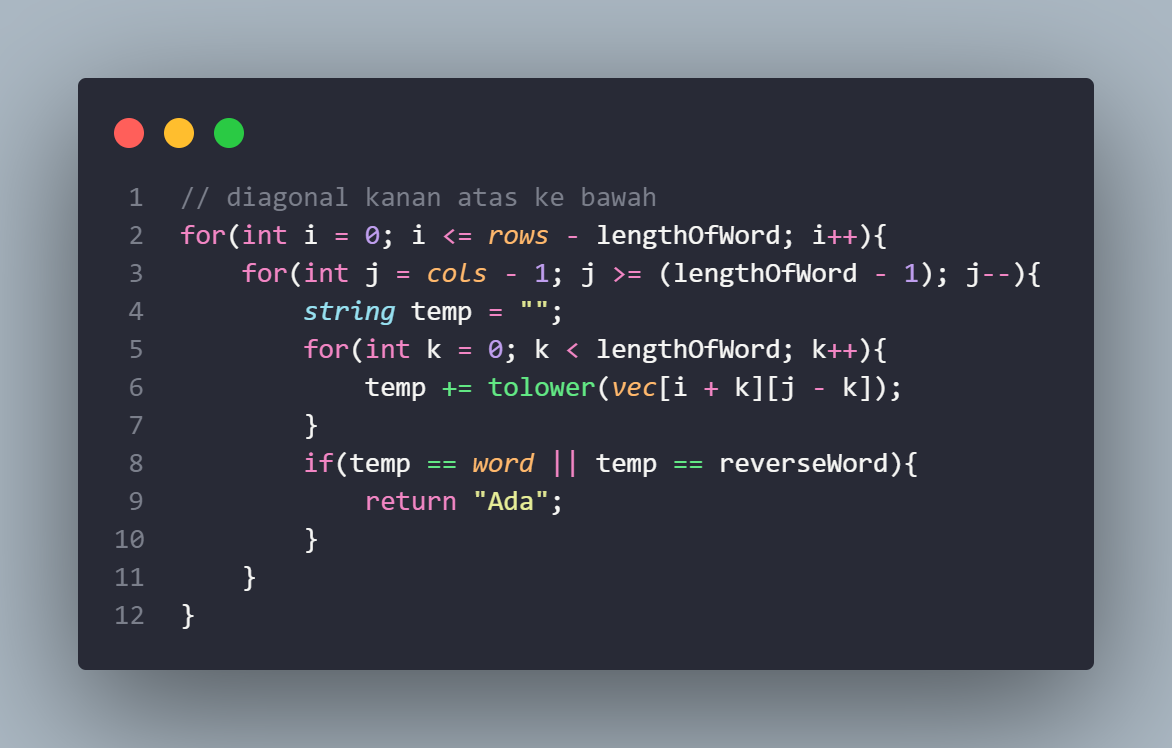 1 // diagonal kanan atas ke bawah
2 for(int i = 0; i <= rows - lengthOfWord; i++){
3     for(int j = cols - 1; j >= (lengthOfWord - 1); j--){
4         string temp = "";
5         for(int k = 0; k < lengthOfWord; k++){
6             temp += tolower(vec[i + k][j - k]);
7         }
8         if(temp == word || temp == reverseWord){
9             return "Ada";
10         }
11     }
12 }